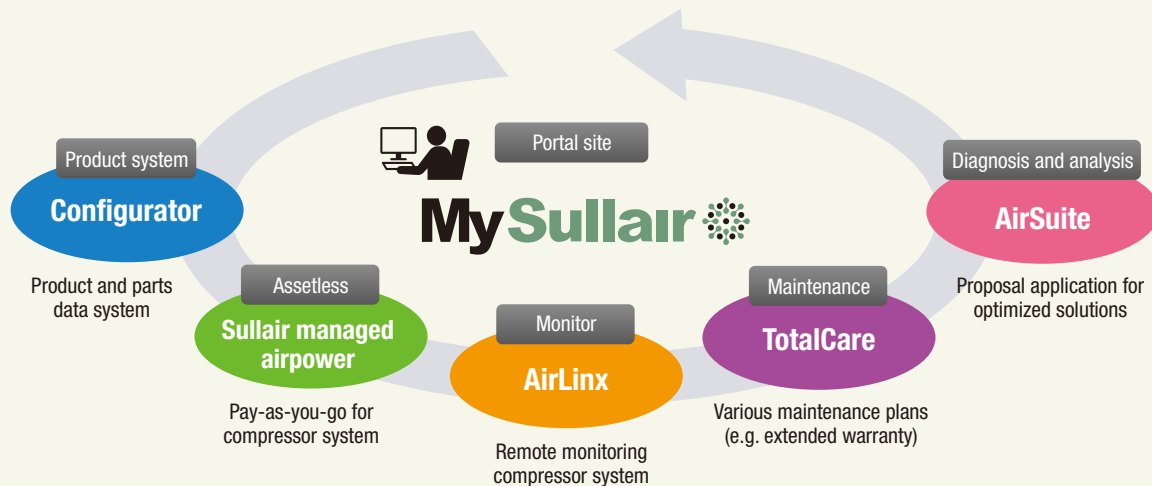 Portal site
My Sullair
Product system
Configurator
Product and parts
data system
Assetless
Sullair managed
airpower
Pay-as-you-go for
compressor system
Monitor
AirLinx
Remote monitoring
compressor system
Maintenance
TotalCare
Various maintenance plans
(e.g. extended warranty)
Diagnosis and analysis
AirSuite
Proposal application for
optimized solutions